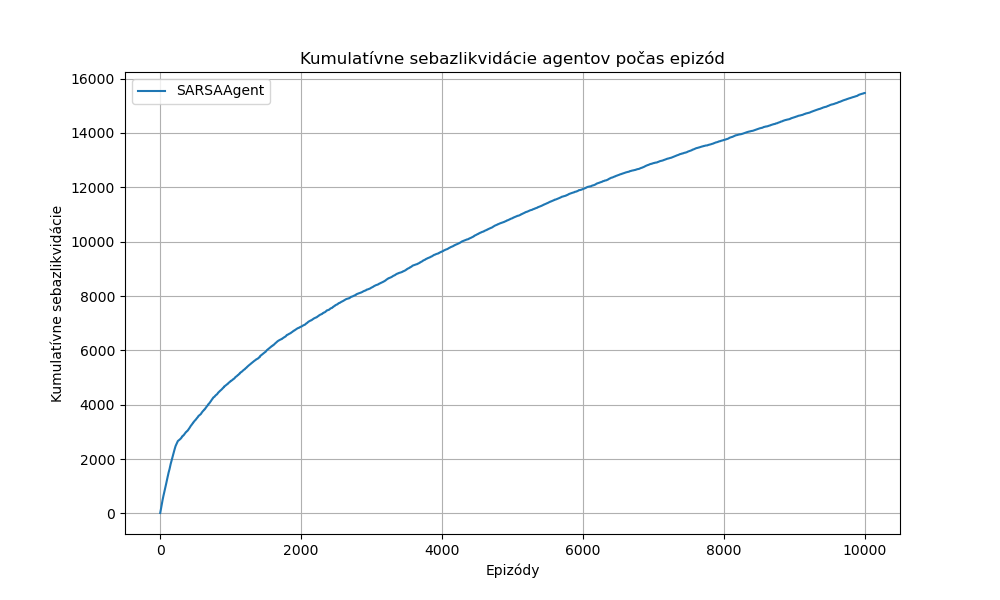 Kumulatívne sebazlikvidácie agentov počas epizód
SARSAAgent
Kumulatívne sebazlikvidácie
16000
14000
12000
10000
8000
6000
4000
2000
0
0 2000 4000 6000 8000 10000
Epizódy